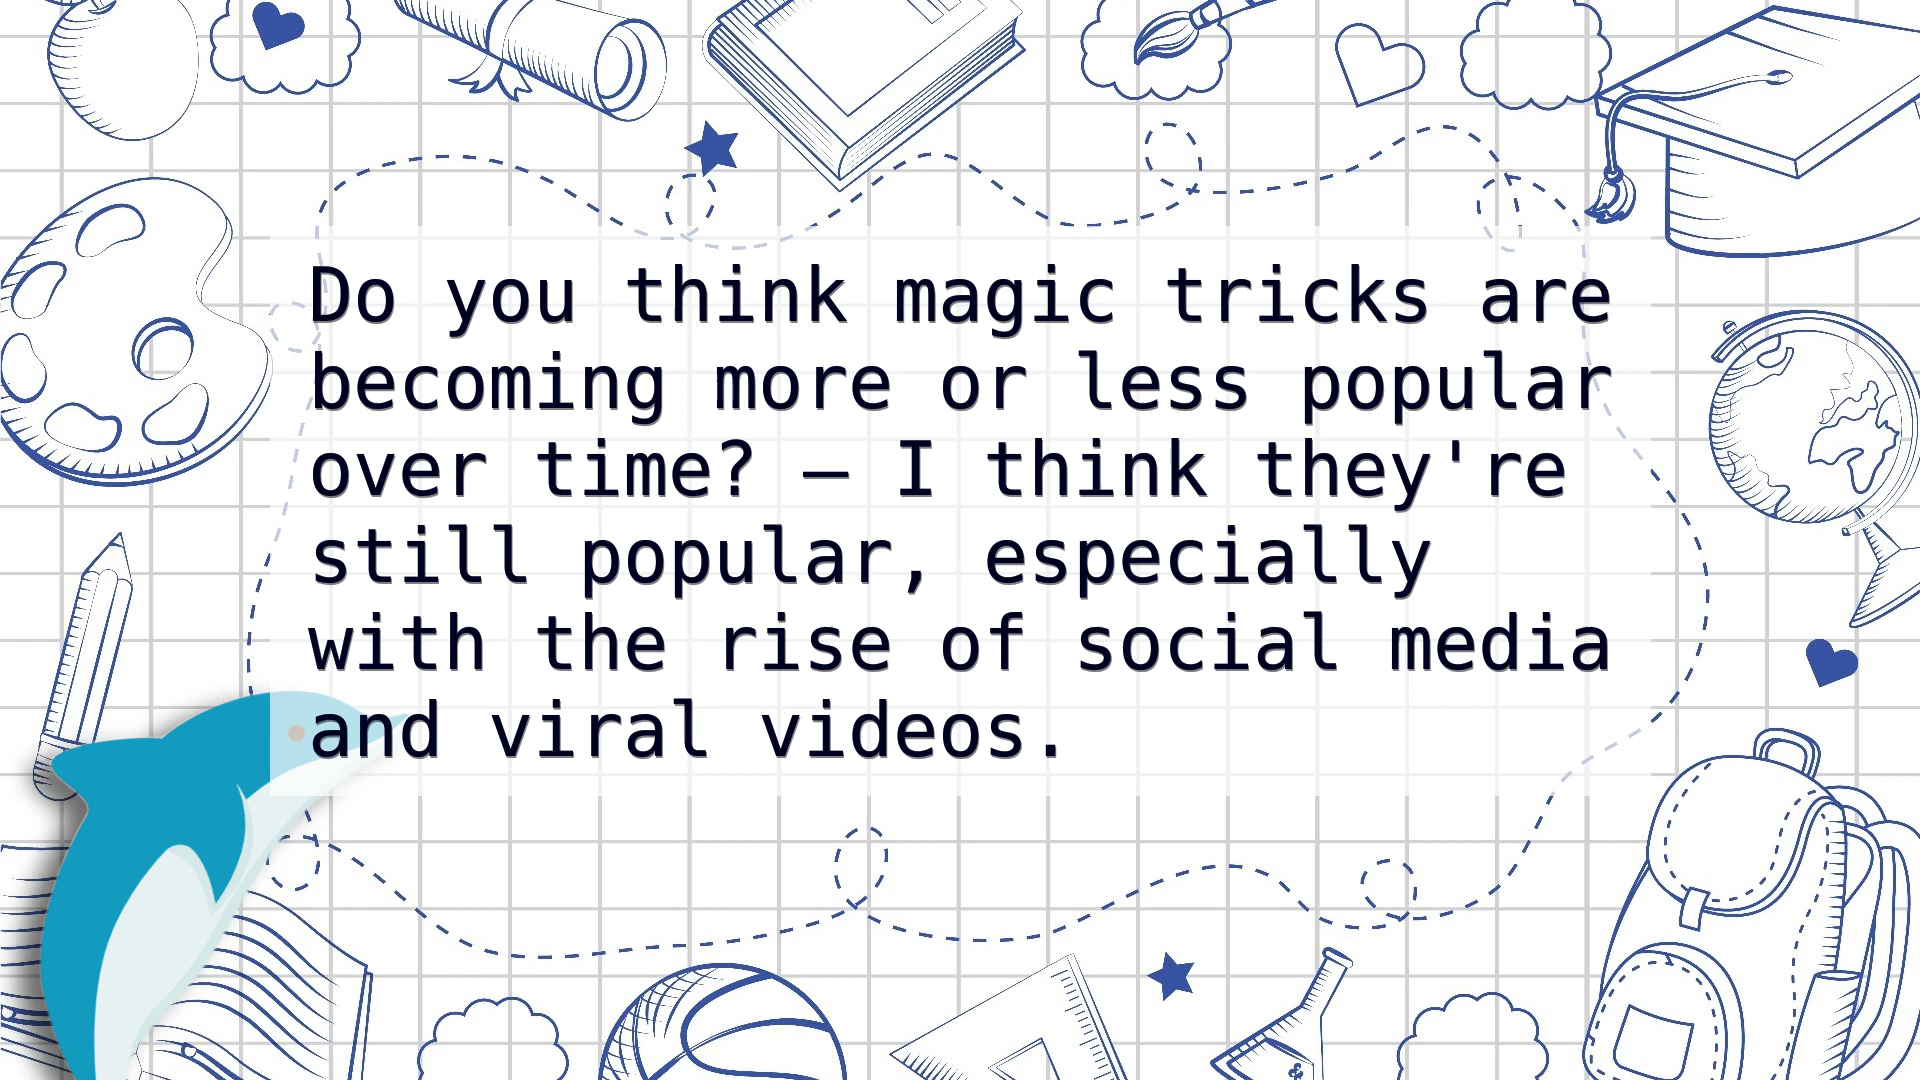 Do you think magic tricks are
becoming more or less popular
over time? – I think they're
still popular, especially
with the rise of social media
and viral videos.